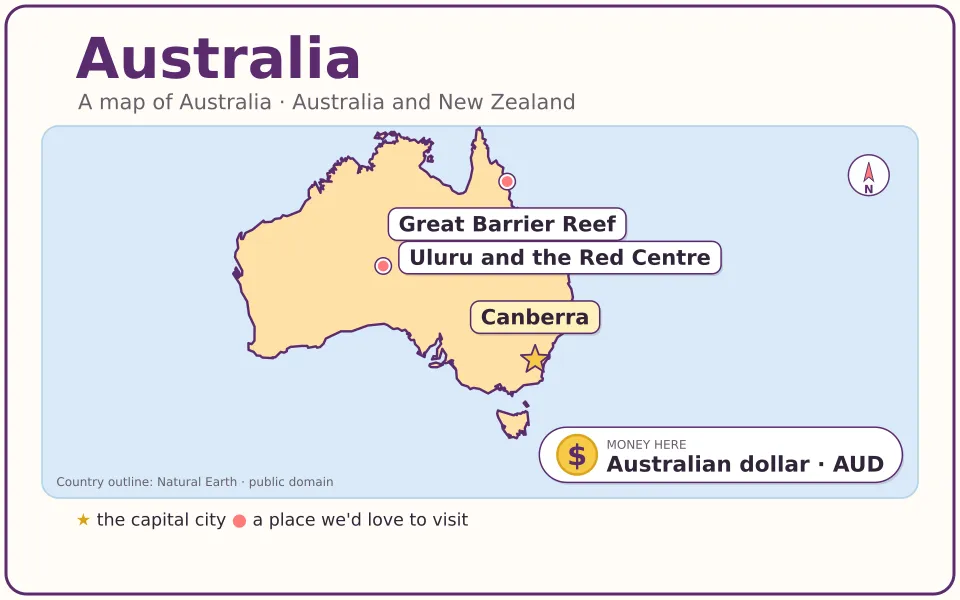 Australia
A map of Australia · Australia and New Zealand
N
Great Barrier Reef
Uluru and the Red Centre
Canberra
$
MONEY HERE
Australian dollar · AUD
Country outline: Natural Earth · public domain
★ the capital city ● a place we'd love to visit